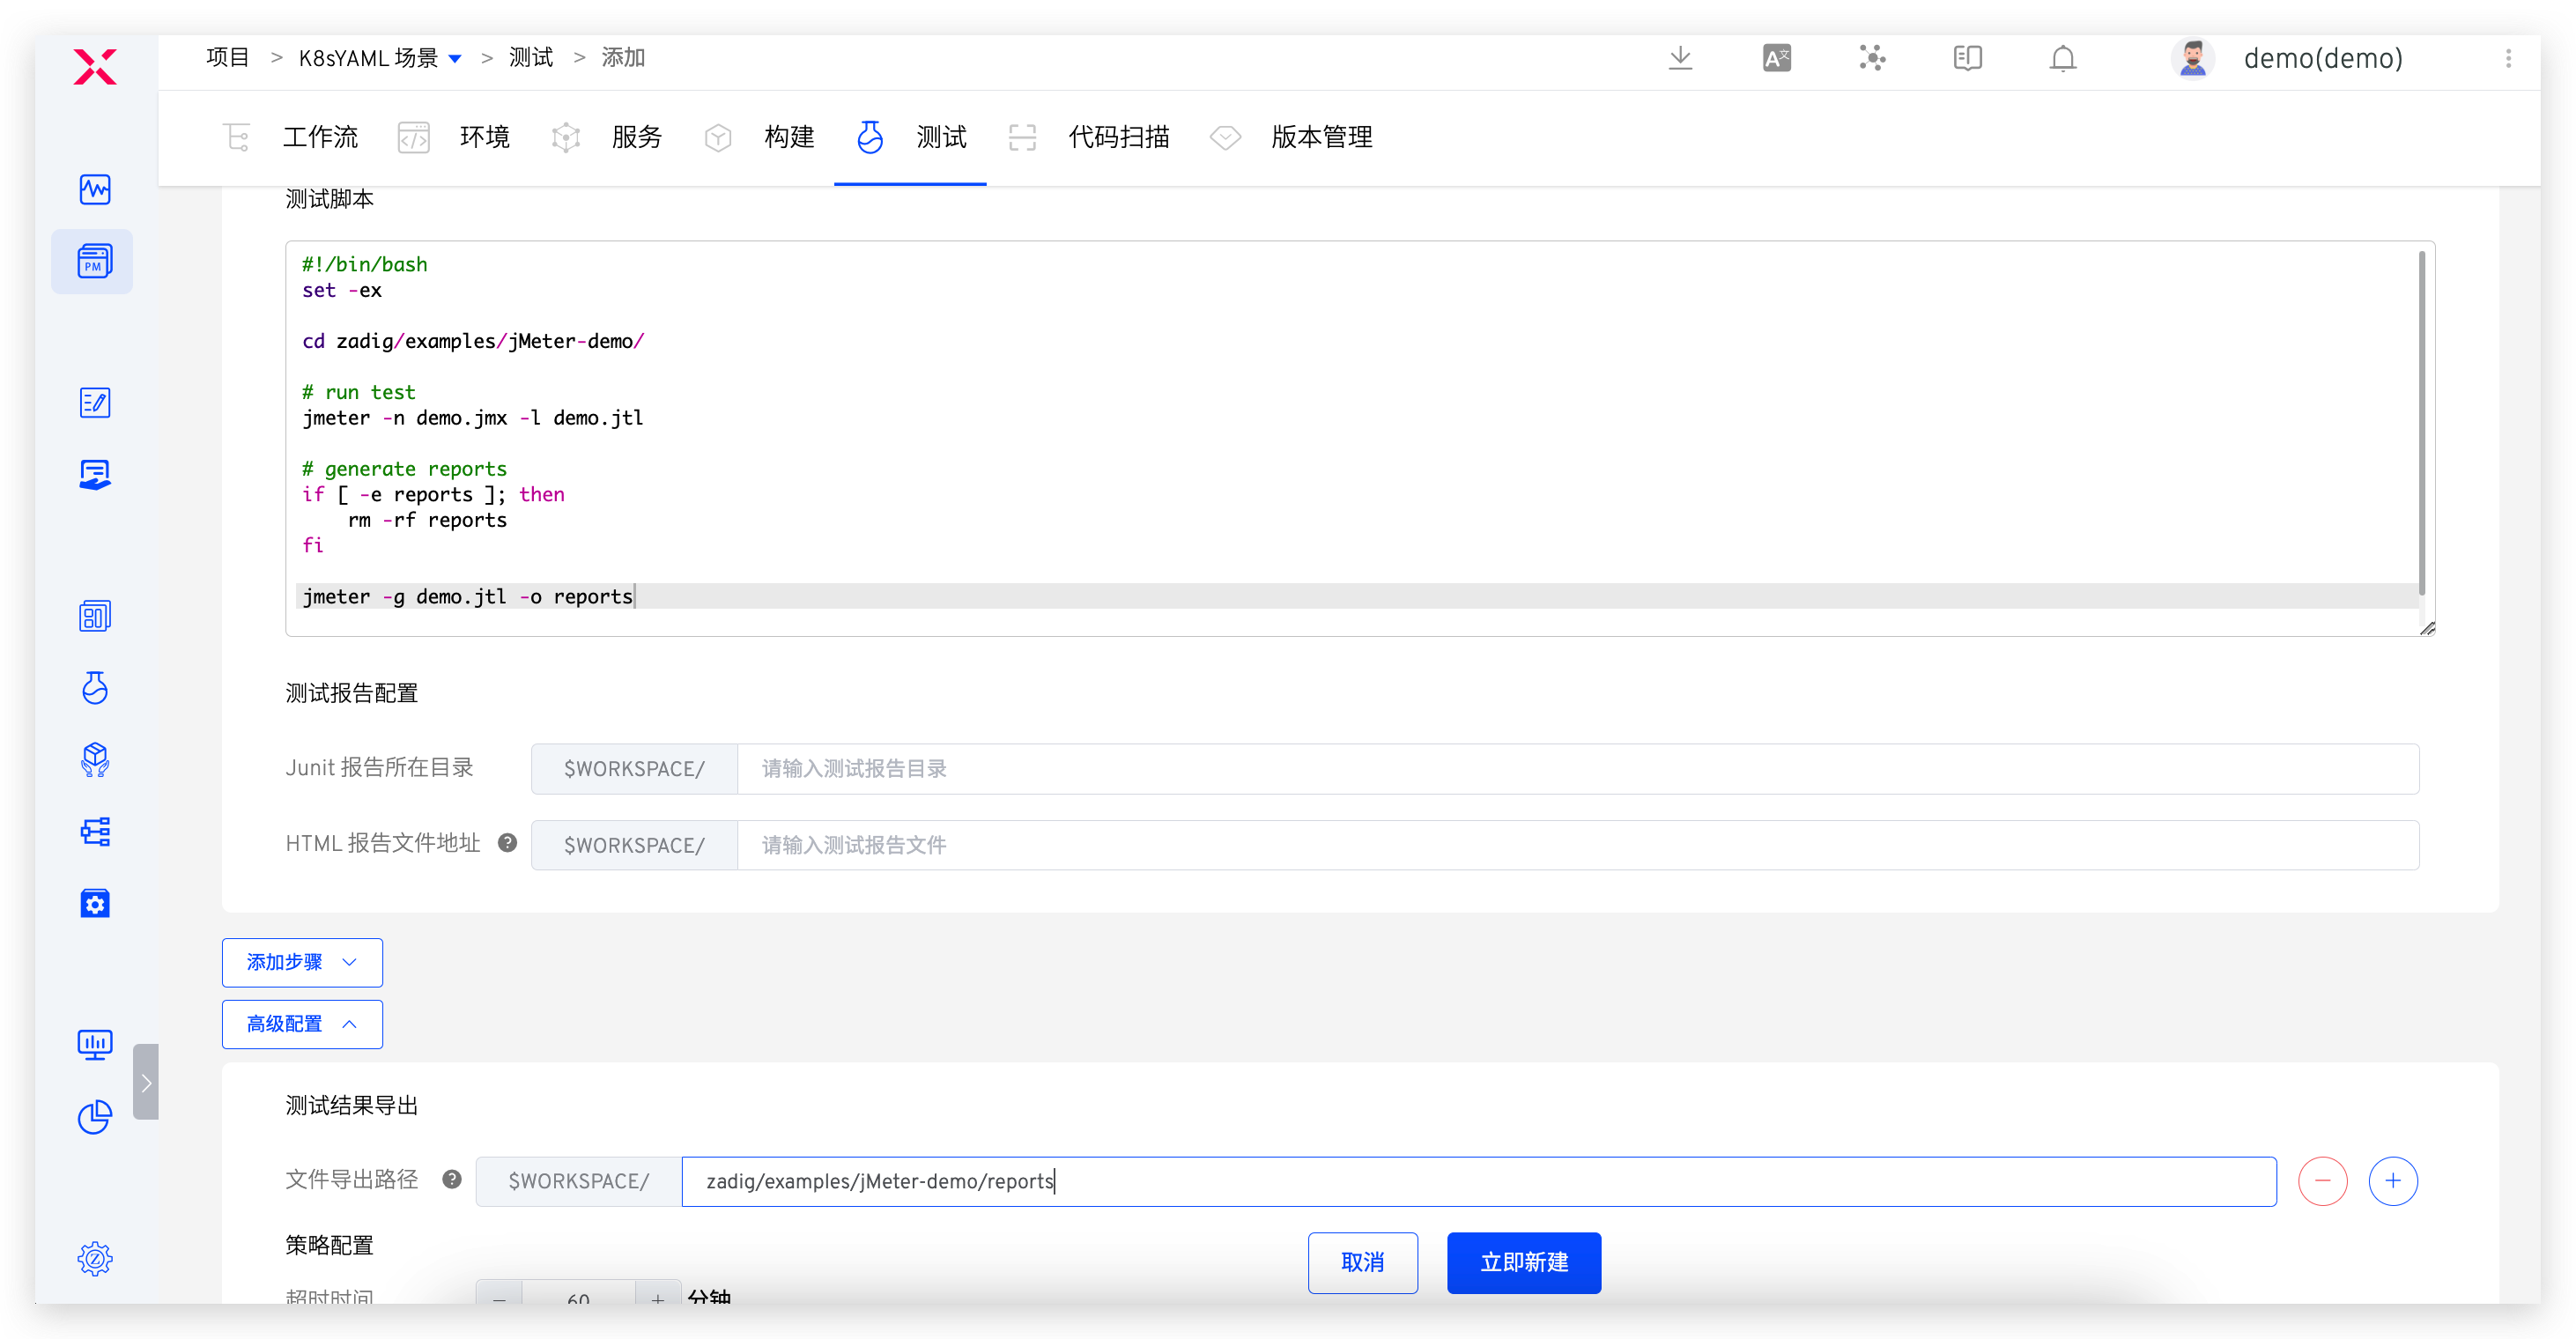 项目 > K8sYAML 场景 > 测试 > 添加
demo(demo)
工作流 环境 服务 构建 测试 代码扫描 版本管理
PM
测试脚本
#!/bin/bash
set -ex
cd zadig/examples/jMeter-demo/
# run test
jmeter -n demo.jmx -l demo.jtl
# generate reports
if [ -e reports ]; then
rm -rf reports
fi
jmeter -g demo.jtl -o reports
测试报告配置
Junit 报告所在目录 $WORKSPACE/ 请输入测试报告目录
HTML 报告文件地址 ? $WORKSPACE/ 请输入测试报告文件
添加步骤
高级配置
测试结果导出
文件导出路径 ? $WORKSPACE/ zadig/examples/jMeter-demo/reports
策略配置
取消 立即新建
超时时间 60 分钟